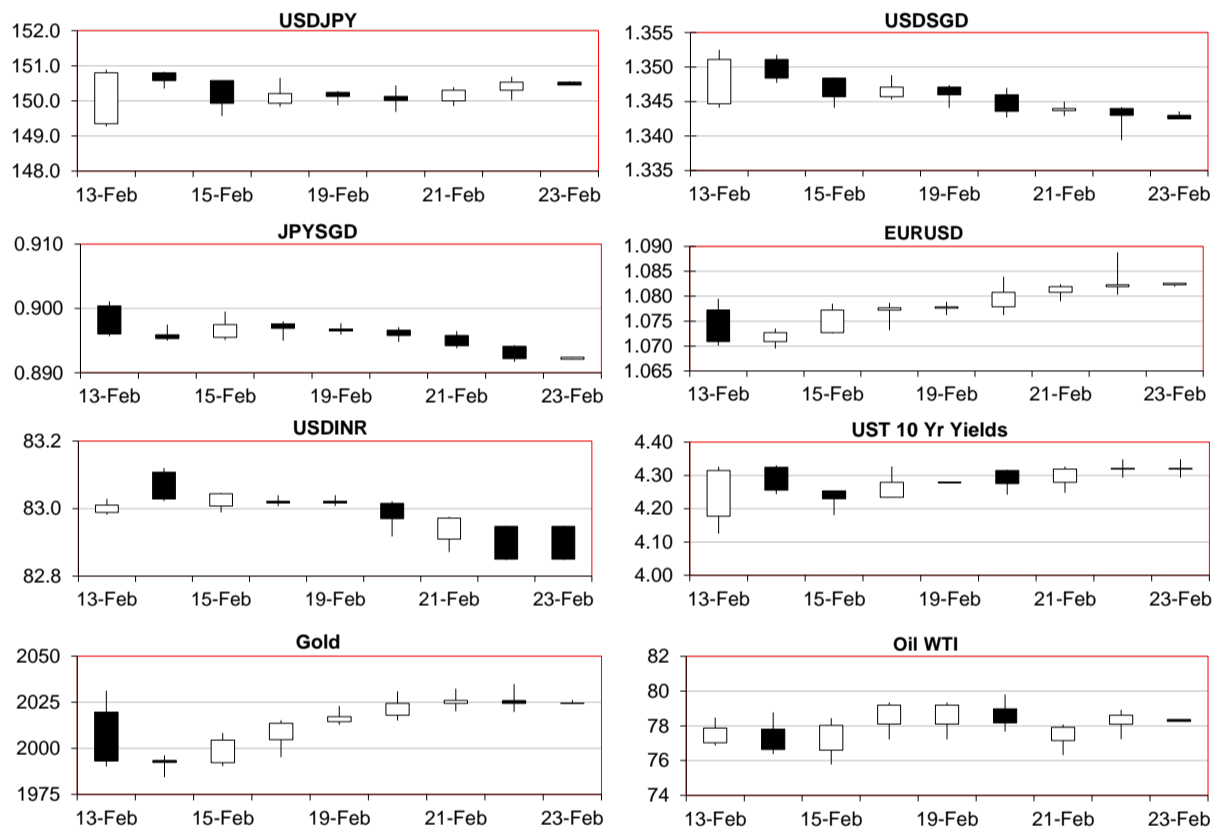 USDJPY
152.0
151.0
150.0
149.0
148.0
13-Feb 15-Feb 19-Feb 21-Feb 23-Feb
USDSGD
1.355
1.350
1.345
1.340
1.335
13-Feb 15-Feb 19-Feb 21-Feb 23-Feb
JPYSGD
0.910
0.900
0.890
13-Feb 15-Feb 19-Feb 21-Feb 23-Feb
EURUSD
1.090
1.085
1.080
1.075
1.070
1.065
13-Feb 15-Feb 19-Feb 21-Feb 23-Feb
USDINR
83.2
83.0
82.8
13-Feb 15-Feb 19-Feb 21-Feb 23-Feb
UST 10 Yr Yields
4.40
4.30
4.20
4.10
4.00
13-Feb 15-Feb 19-Feb 21-Feb 23-Feb
Gold
2050
2025
2000
1975
13-Feb 15-Feb 19-Feb 21-Feb 23-Feb
Oil WTI
82
80
78
76
74
13-Feb 15-Feb 19-Feb 21-Feb 23-Feb